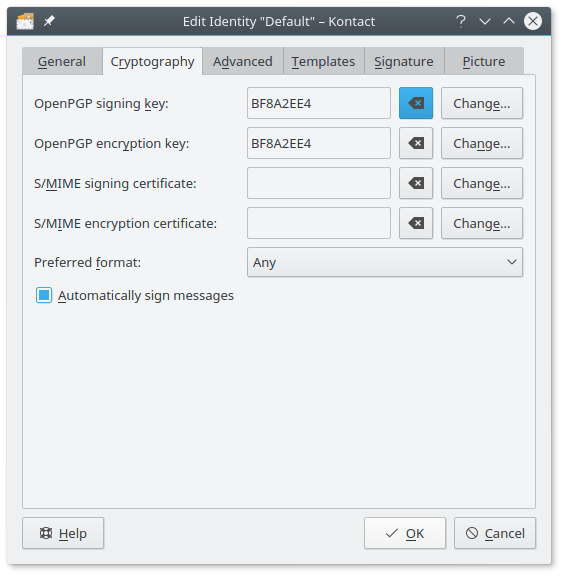 Edit Identity "Default" – Kontact
General Cryptography Advanced Templates Signature Picture
OpenPGP signing key: BF8A2EE4 Change...
OpenPGP encryption key: BF8A2EE4 Change...
S/MIME signing certificate: Change...
S/MIME encryption certificate: Change...
Preferred format: Any
Automatically sign messages
Help OK Cancel